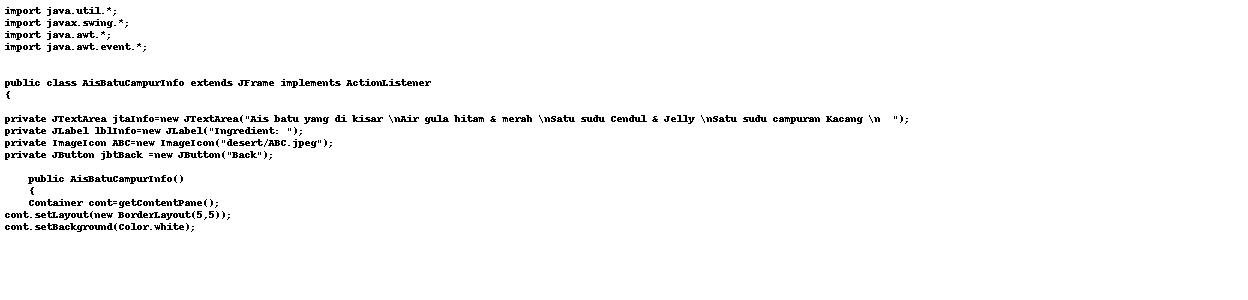 import java.util.*;
import javax.swing.*;
import java.awt.*;
import java.awt.event.*;
public class AisBatuCampurInfo extends JFrame implements ActionListener
{
private JTextArea jtaInfo=new JTextArea("Ais batu yang di kisar \nAir gula hitam & merah \nSatu sudu Cendul & Jelly \nSatu sudu campuran Kacang \n  ");
private JLabel lblInfo=new JLabel("Ingredient: ");
private ImageIcon ABC=new ImageIcon("desert/ABC.jpeg");
private JButton jbtBack =new JButton("Back");
public AisBatuCampurInfo()
{
Container cont=getContentPane();
cont.setLayout(new BorderLayout(5,5));
cont.setBackground(Color.white);